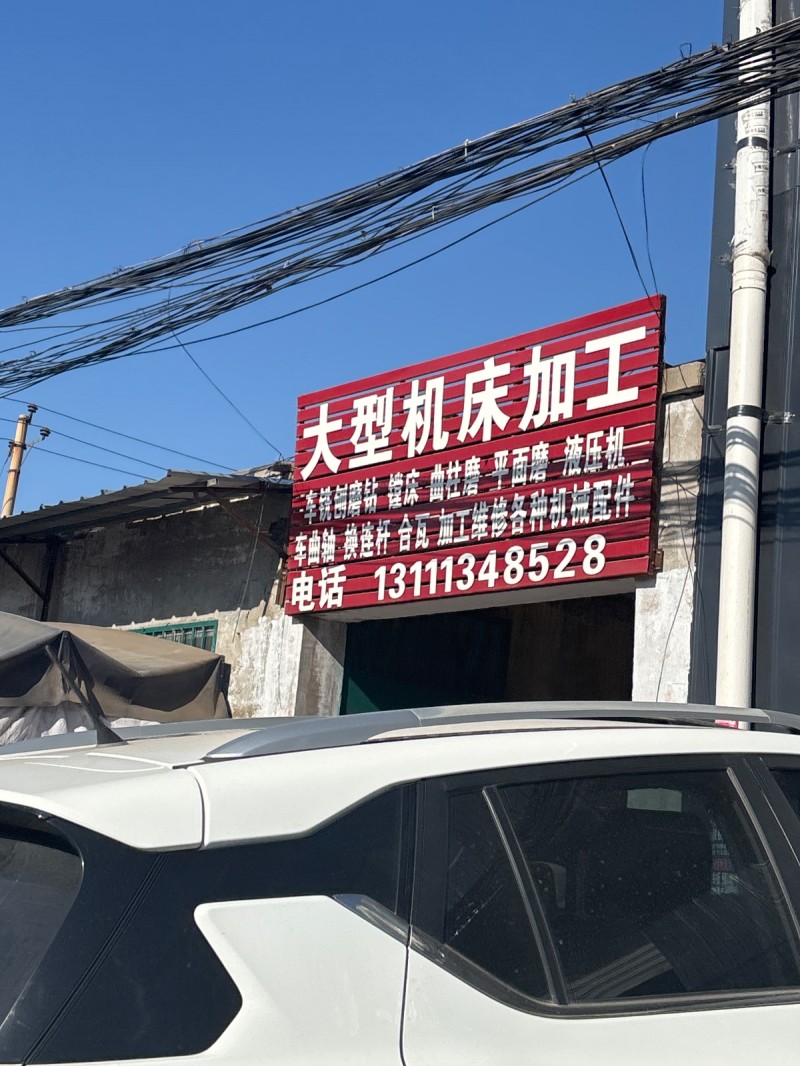 大型机床加工
车铣刨磨钻 镗床 曲柱磨 平面磨 液压机
车曲轴 换连杆 合瓦 加工维修各种机械配件
电话 13111348528